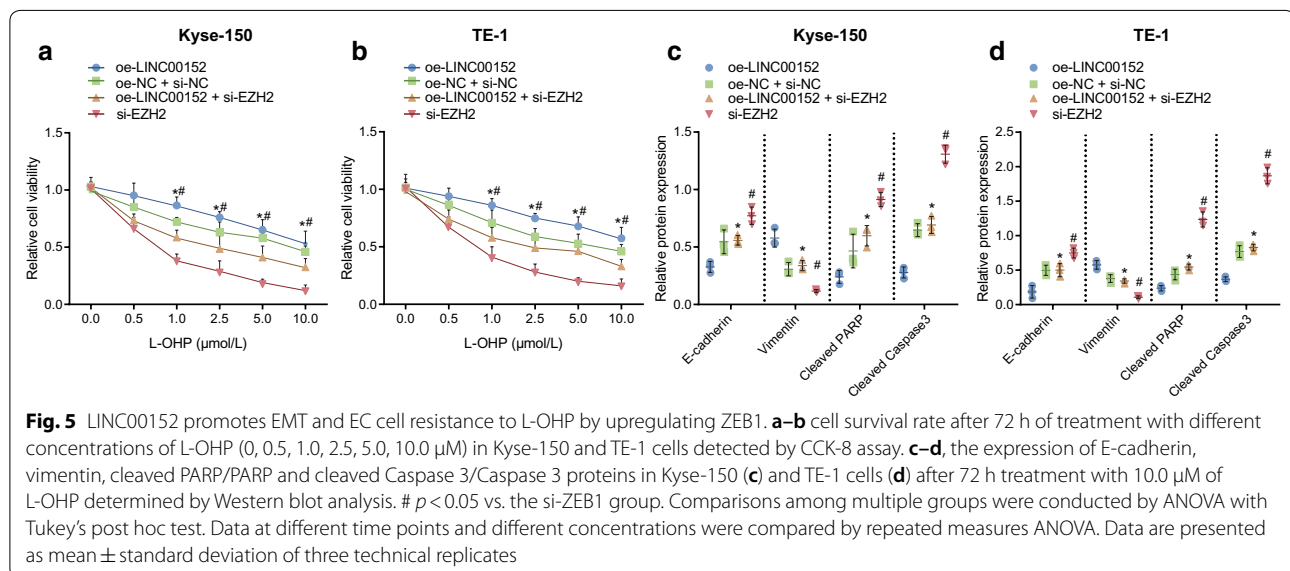 a
Kyse-150
oe-LINC00152
oe-NC + si-NC
oe-LINC00152 + si-EZH2
si-EZH2
Relative cell viability
1.5
1.0
0.5
0.0
*# *# *# *#
0.0 0.5 1.0 2.5 5.0 10.0
L-OHP (μmol/L)
b
TE-1
oe-LINC00152
oe-NC + si-NC
oe-LINC00152 + si-EZH2
si-EZH2
Relative cell viability
1.5
1.0
0.5
0.0
*# *# *# *#
0.0 0.5 1.0 2.5 5.0 10.0
L-OHP (μmol/L)
c
Kyse-150
oe-LINC00152
oe-NC + si-NC
oe-LINC00152 + si-EZH2
si-EZH2
Relative protein expression
1.5
1.0
0.5
0.0
* # * # * # * #
E-cadherin
Vimentin
Cleaved PARP
Cleaved Caspase3
d
TE-1
oe-LINC00152
oe-NC + si-NC
oe-LINC00152 + si-EZH2
si-EZH2
Relative protein expression
2.5
2.0
1.5
1.0
0.5
0.0
* # * # * # * #
E-cadherin
Vimentin
Cleaved PARP
Cleaved Caspase3
Fig. 5 LINC00152 promotes EMT and EC cell resistance to L-OHP by upregulating ZEB1. a–b cell survival rate after 72 h of treatment with different
concentrations of L-OHP (0, 0.5, 1.0, 2.5, 5.0, 10.0 μM) in Kyse-150 and TE-1 cells detected by CCK-8 assay. c–d, the expression of E-cadherin,
vimentin, cleaved PARP/PARP and cleaved Caspase 3/Caspase 3 proteins in Kyse-150 (c) and TE-1 cells (d) after 72 h treatment with 10.0 μM of
L-OHP determined by Western blot analysis. # p < 0.05 vs. the si-ZEB1 group. Comparisons among multiple groups were conducted by ANOVA with
Tukey's post hoc test. Data at different time points and different concentrations were compared by repeated measures ANOVA. Data are presented
as mean ± standard deviation of three technical replicates